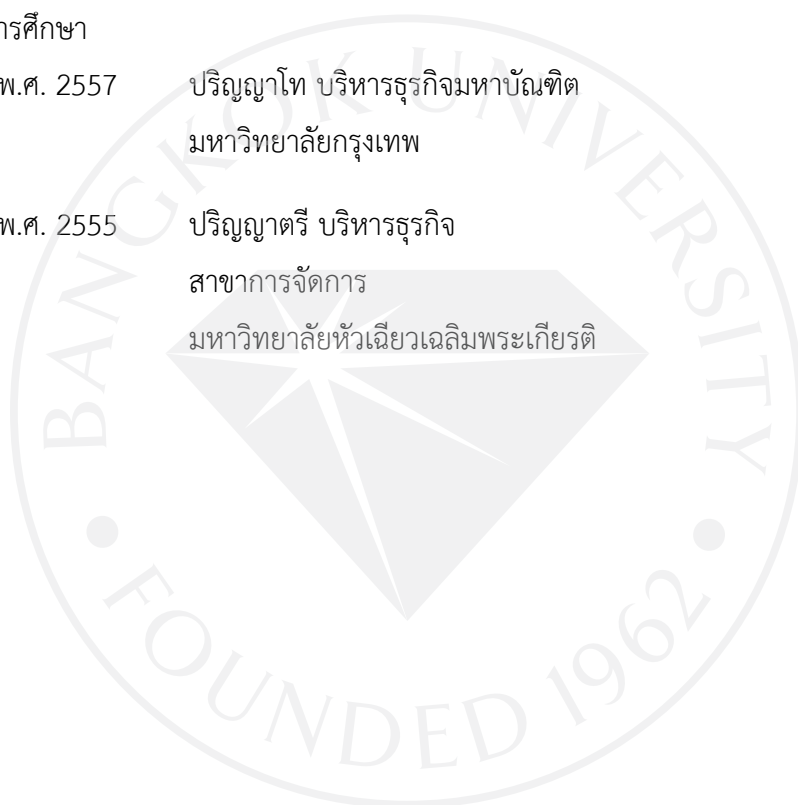 ารศึกษา
พ.ศ. 2557 ปริญญาโท บริหารธุรกิจมหาบัณฑิต
มหาวิทยาลัยกรุงเทพ
พ.ศ. 2555 ปริญญาตรี บริหารธุรกิจ
สาขาการจัดการ
มหาวิทยาลัยหัวเฉียวเฉลิมพระเกียรติ
BANGKOK UNIVERSITY
FOUNDED 1962